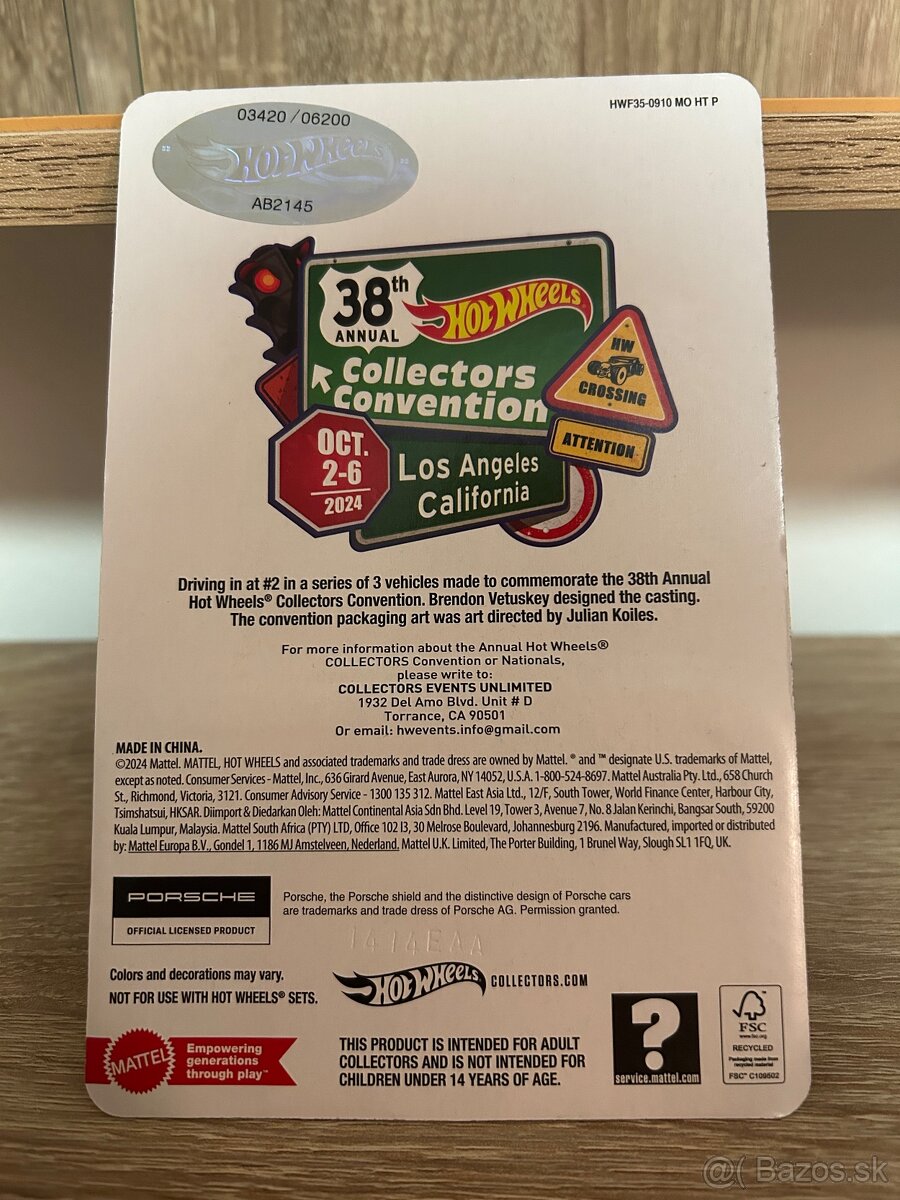 HWF35-0910 MO HT P
03420 / 06200
HOT WHEELS
AB2145
38th
ANNUAL
HOT WHEELS
Collectors
Convention
HW
CROSSING
ATTENTION
OCT.
2-6
2024
Los Angeles
California
Driving in at #2 in a series of 3 vehicles made to commemorate the 38th Annual
Hot Wheels® Collectors Convention. Brendon Vetuskey designed the casting.
The convention packaging art was art directed by Julian Koiles.
For more information about the Annual Hot Wheels®
COLLECTORS Convention or Nationals,
please write to:
COLLECTORS EVENTS UNLIMITED
1932 Del Amo Blvd. Unit # D
Torrance, CA 90501
Or email: hwevents.info@gmail.com
MADE IN CHINA.
©2024 Mattel. MATTEL, HOT WHEELS and associated trademarks and trade dress are owned by Mattel. ® and ™ designate U.S. trademarks of Mattel,
except as noted. Consumer Services - Mattel, Inc., 636 Girard Avenue, East Aurora, NY 14052, U.S.A. 1-800-524-8697. Mattel Australia Pty. Ltd., 658 Church
St., Richmond, Victoria, 3121. Consumer Advisory Service - 1300 135 312. Mattel East Asia Ltd., 12/F, South Tower, World Finance Center, Harbour City,
Tsimshatsui, HKSAR. Diimport & Diedarkan Oleh: Mattel Continental Asia Sdn Bhd. Level 19, Tower 3, Avenue 7, No. 8 Jalan Kerinchi, Bangsar South, 59200
Kuala Lumpur, Malaysia. Mattel South Africa (PTY) LTD, Office 102 I3, 30 Melrose Boulevard, Johannesburg 2196. Manufactured, imported or distributed
by: Mattel Europa B.V., Gondel 1, 1186 MJ Amstelveen, Nederland. Mattel U.K. Limited, The Porter Building, 1 Brunel Way, Slough SL1 1FQ, UK.
PORSCHE
OFFICIAL LICENSED PRODUCT
Porsche, the Porsche shield and the distinctive design of Porsche cars
are trademarks and trade dress of Porsche AG. Permission granted.
1414EAA
Colors and decorations may vary.
NOT FOR USE WITH HOT WHEELS® SETS.
HOT WHEELS COLLECTORS.COM
MATTEL
Empowering
generations
through play™
THIS PRODUCT IS INTENDED FOR ADULT
COLLECTORS AND IS NOT INTENDED FOR
CHILDREN UNDER 14 YEARS OF AGE.
?
service.mattel.com
FSC
www.fsc.org
RECYCLED
Packaging made from
recycled material
FSC™ C109502
@( Bazos.sk